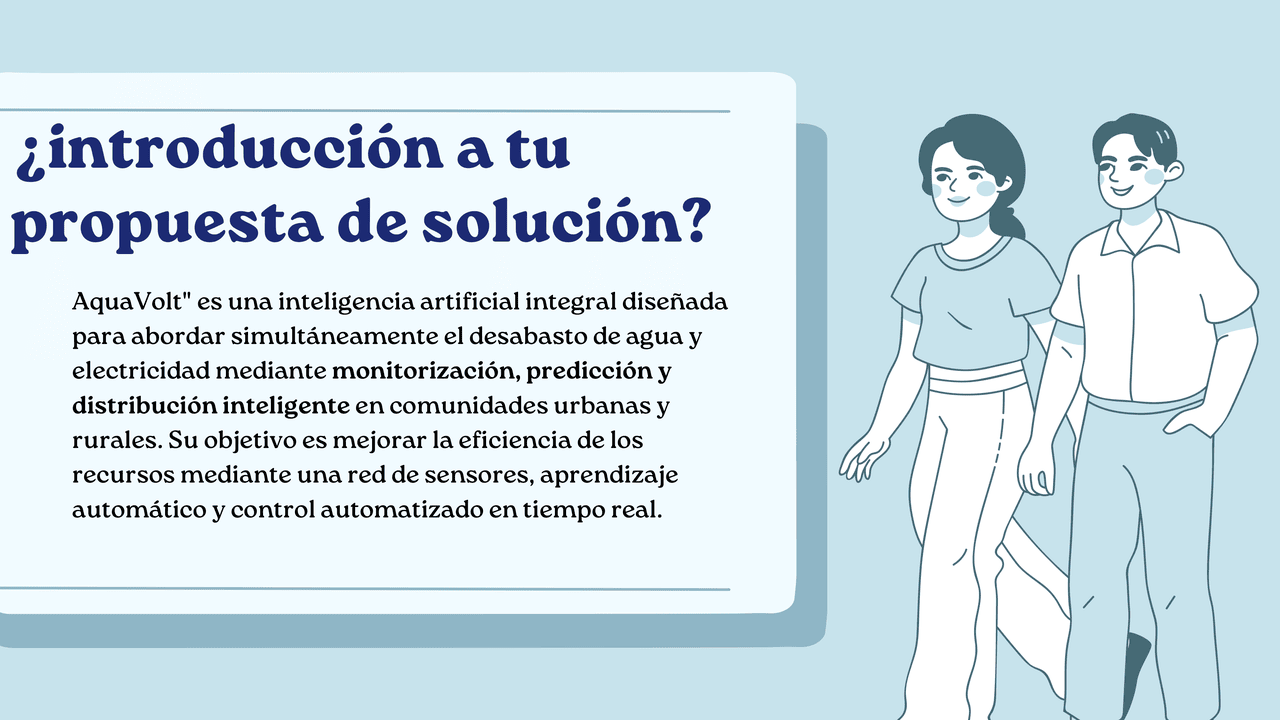 ¿introducción a tu
propuesta de solución?
AquaVolt" es una inteligencia artificial integral diseñada
para abordar simultáneamente el desabasto de agua y
electricidad mediante monitorización, predicción y
distribución inteligente en comunidades urbanas y
rurales. Su objetivo es mejorar la eficiencia de los
recursos mediante una red de sensores, aprendizaje
automático y control automatizado en tiempo real.